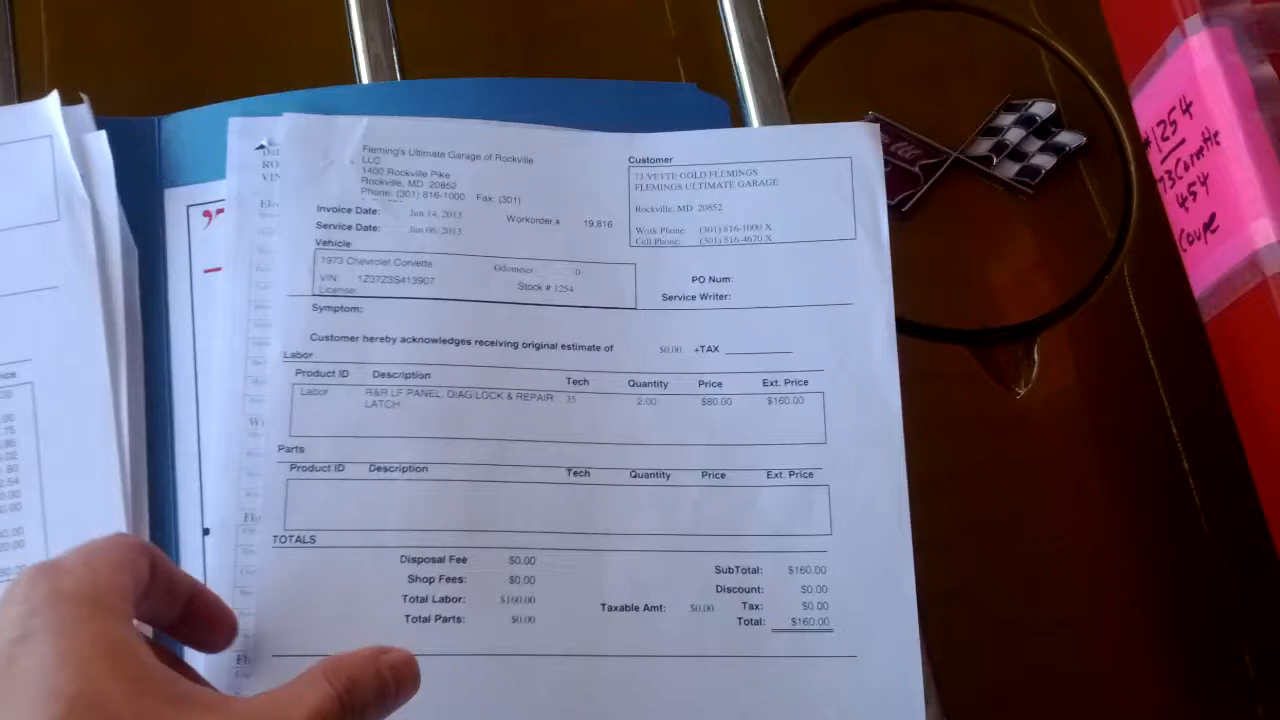 Fleming's Ultimate Garage of Rockville
LLC
1400 Rockville Pike
Rockville, MD 20852
Phone: (301) 816-1000 Fax: (301)
Invoice Date: Jun 14, 2013
Workorder # 19,816
Service Date: Jun 06, 2013
Customer
73 VETTE GOLD FLEMINGS
FLEMINGS ULTIMATE GARAGE
Rockville, MD 20852
Work Phone: (301) 816-1000 X
Cell Phone: (301) 816-4670 X
Vehicle
1973 Chevrolet Corvette Odometer 0
VIN: 1Z37Z3S413907 Stock # 1254
License:
PO Num:
Service Writer:
Symptom:
Customer hereby acknowledges receiving original estimate of $0.00 +TAX
Labor
Product ID Description Tech Quantity Price Ext. Price
Labor R&R LF PANEL, DIAG LOCK & REPAIR 35 2.00 $80.00 $160.00
LATCH
Parts
Product ID Description Tech Quantity Price Ext. Price
TOTALS
Disposal Fee $0.00
Shop Fees: $0.00
Total Labor: $160.00
Total Parts: $0.00
SubTotal: $160.00
Discount: $0.00
Taxable Amt: $0.00 Tax: $0.00
Total: $160.00
#1254
73 Corvette
454
Coupe